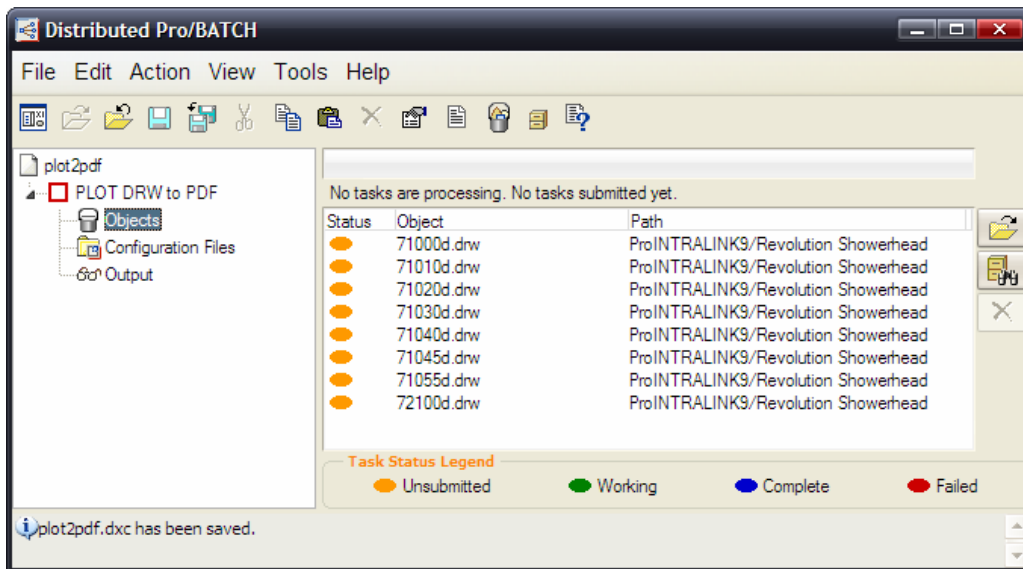 Distributed Pro/BATCH
File Edit Action View Tools Help
plot2pdf
PLOT DRW to PDF
Objects
Configuration Files
Output
No tasks are processing. No tasks submitted yet.
Status Object Path
71000d.drw ProINTRALINK9/Revolution Showerhead
71010d.drw ProINTRALINK9/Revolution Showerhead
71020d.drw ProINTRALINK9/Revolution Showerhead
71030d.drw ProINTRALINK9/Revolution Showerhead
71040d.drw ProINTRALINK9/Revolution Showerhead
71045d.drw ProINTRALINK9/Revolution Showerhead
71055d.drw ProINTRALINK9/Revolution Showerhead
72100d.drw ProINTRALINK9/Revolution Showerhead
Task Status Legend
Unsubmitted Working Complete Failed
plot2pdf.dxc has been saved.